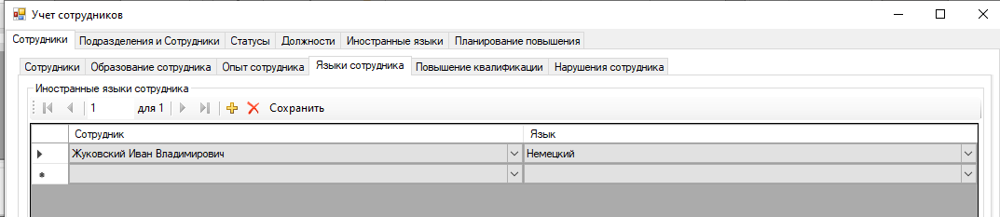 Учет сотрудников
Сотрудники Подразделения и Сотрудники Статусы Должности Иностранные языки Планирование повышения
Сотрудники Образование сотрудника Опыт сотрудника Языки сотрудника Повышение квалификации Нарушения сотрудника
Иностранные языки сотрудника
1 для 1 Сохранить
Сотрудник Язык
Жуковский Иван Владимирович Немецкий